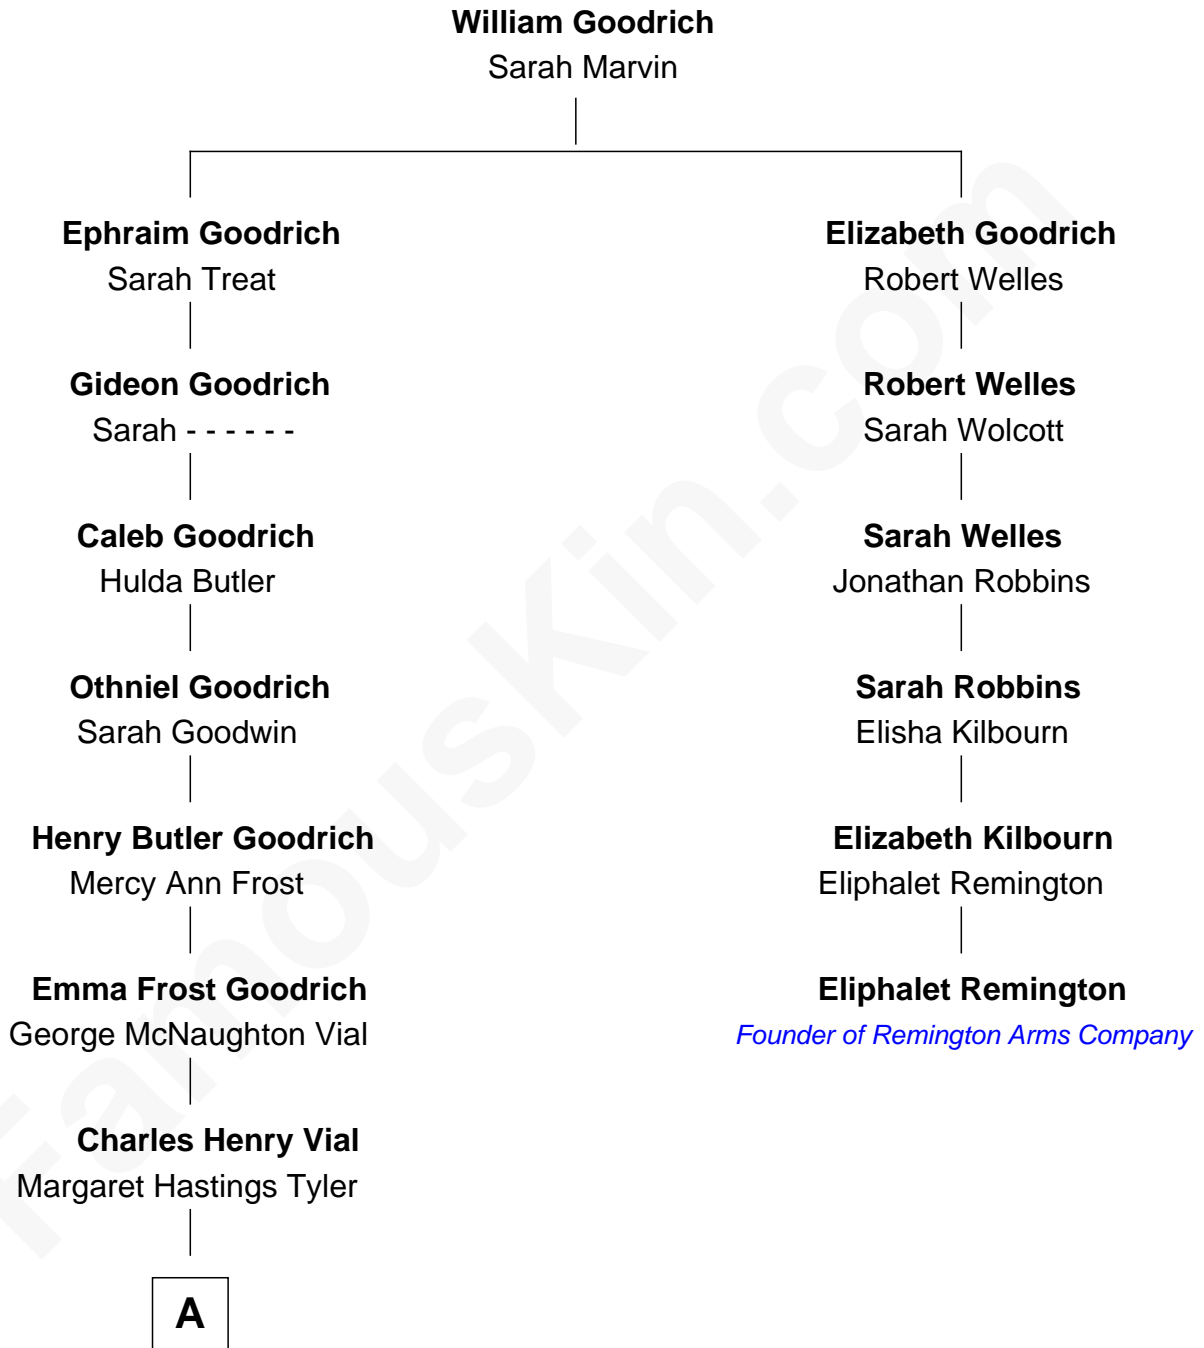 William Goodrich
Sarah Marvin
Ephraim Goodrich
Sarah Treat
Gideon Goodrich
Sarah - - - - - -
Caleb Goodrich
Hulda Butler
Othniel Goodrich
Sarah Goodwin
Henry Butler Goodrich
Mercy Ann Frost
Emma Frost Goodrich
George McNaughton Vial
Charles Henry Vial
Margaret Hastings Tyler
A
Elizabeth Goodrich
Robert Welles
Robert Welles
Sarah Wolcott
Sarah Welles
Jonathan Robbins
Sarah Robbins
Elisha Kilbourn
Elizabeth Kilbourn
Eliphalet Remington
Eliphalet Remington
Founder of Remington Arms Company
FamousKin.com